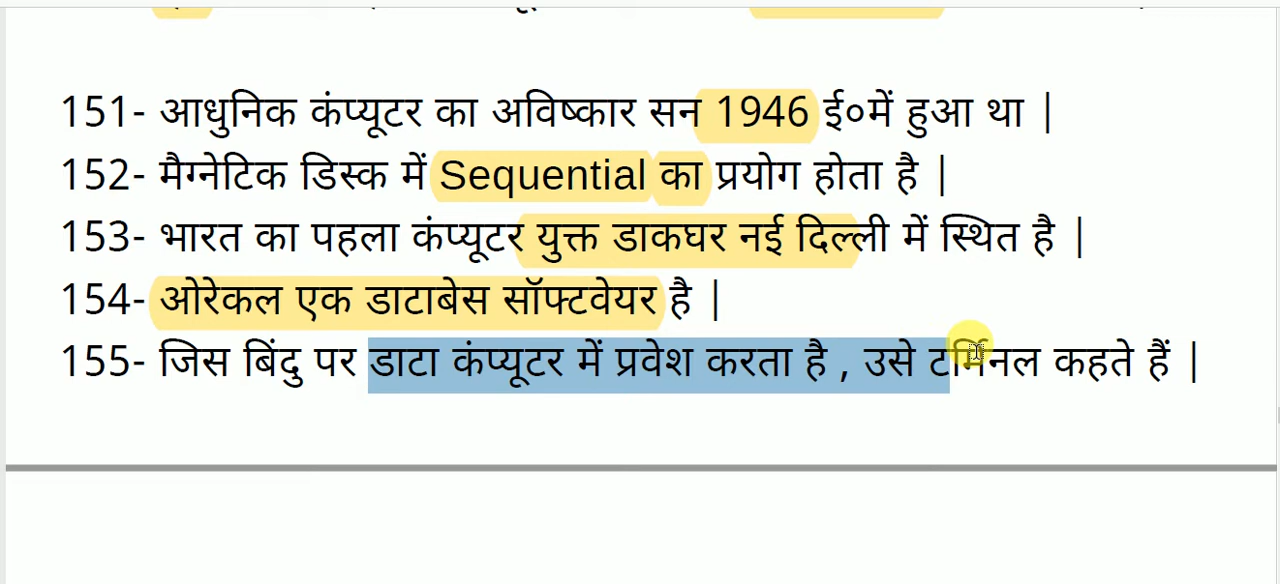 151- आधुनिक कंप्यूटर का अविष्कार सन 1946 ई०में हुआ था |
152- मैग्नेटिक डिस्क में Sequential का प्रयोग होता है |
153- भारत का पहला कंप्यूटर युक्त डाकघर नई दिल्ली में स्थित है |
154- ओरेकल एक डाटाबेस सॉफ्टवेयर है |
155- जिस बिंदु पर डाटा कंप्यूटर में प्रवेश करता है , उसे टर्मिनल कहते हैं |